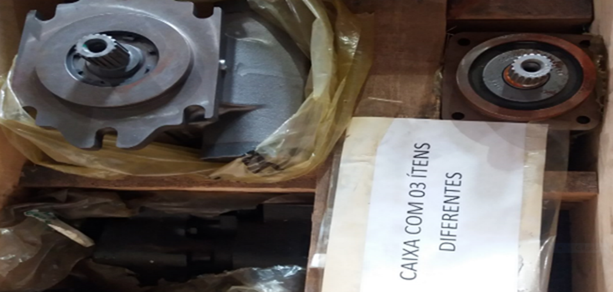 CAIXA COM 03 ÍTENS
DIFERENTES